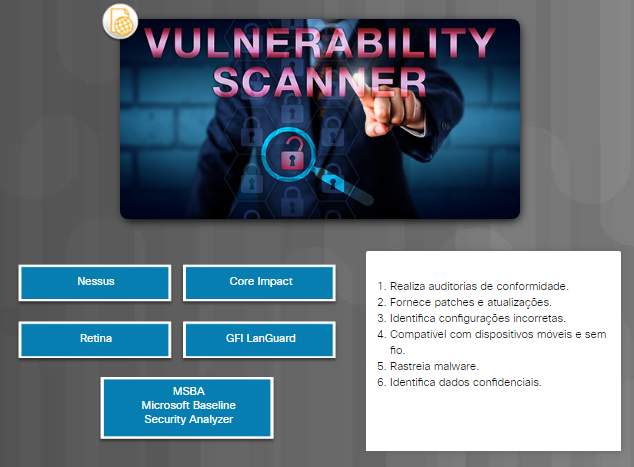 VULNERABILITY
SCANNER
Nessus
Core Impact
Retina
GFI LanGuard
MSBA
Microsoft Baseline
Security Analyzer
1. Realiza auditorias de conformidade.
2. Fornece patches e atualizações.
3. Identifica configurações incorretas.
4. Compatível com dispositivos móveis e sem
fio.
5. Rastreia malware.
6. Identifica dados confidenciais.